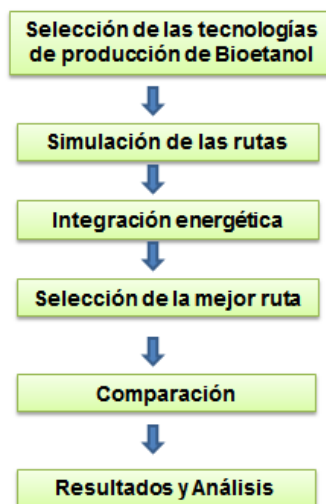 Selección de las tecnologías
de producción de Bioetanol
Simulación de las rutas
Integración energética
Selección de la mejor ruta
Comparación
Resultados y Análisis